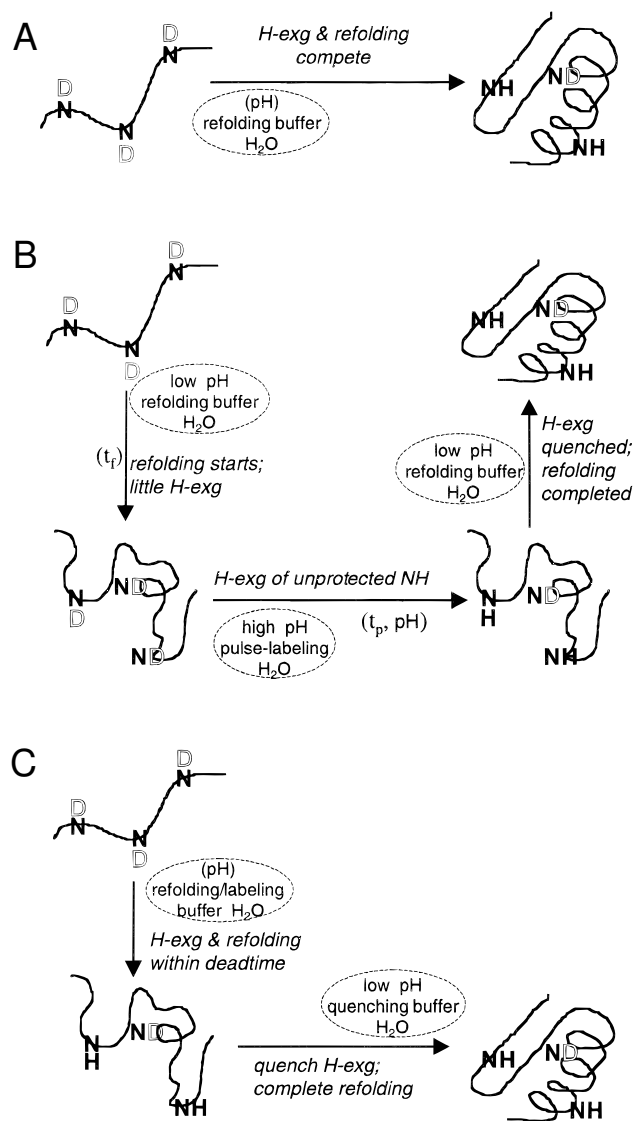 A
D
N
D
N
N
D
H-exg & refolding
compete
(pH)
refolding buffer
H₂O
NH
ND
NH
B
D
N
D
N
N
D
low pH
refolding buffer
H₂O
(t_f)
refolding starts;
little H-exg
N
D
ND
ND
H-exg of unprotected NH
high pH
pulse-labeling
H₂O
(t_p, pH)
N
H
ND
NH
low pH
refolding buffer
H₂O
H-exg
quenched;
refolding
completed
NH
ND
NH
C
D
N
D
N
N
D
(pH)
refolding/labeling
buffer H₂O
H-exg & refolding
within deadtime
N
H
ND
NH
low pH
quenching buffer
H₂O
quench H-exg;
complete refolding
NH
ND
NH